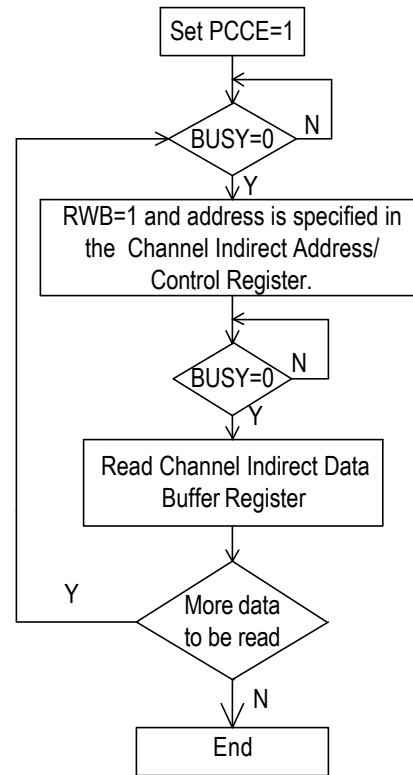 Set PCCE=1
BUSY=0
N
Y
RWB=1 and address is specified in
the Channel Indirect Address/
Control Register.
BUSY=0
N
Y
Read Channel Indirect Data
Buffer Register
Y
More data
to be read
N
End